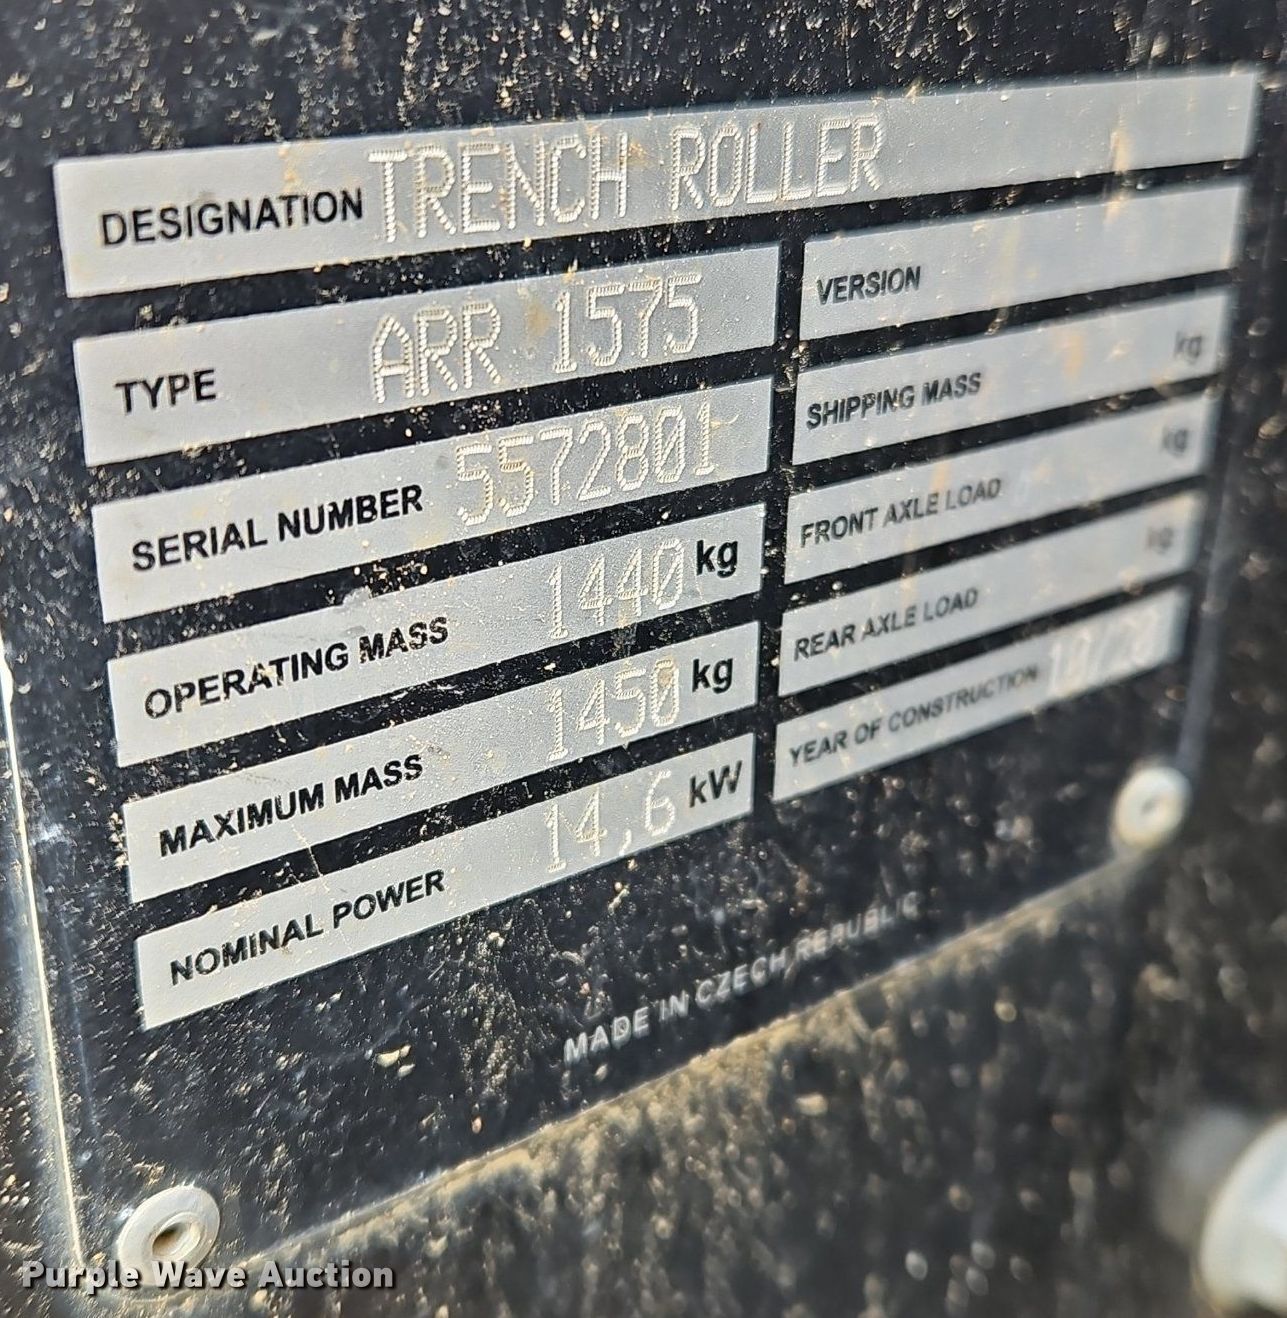 DESIGNATION TRENCH ROLLER
TYPE ARR 1575
VERSION
SERIAL NUMBER 5572801
SHIPPING MASS kg
OPERATING MASS 1440 kg
FRONT AXLE LOAD kg
MAXIMUM MASS 1450 kg
REAR AXLE LOAD kg
NOMINAL POWER 14,6 kW
YEAR OF CONSTRUCTION
MADE IN CZECH REPUBLIC
Purple Wave Auction